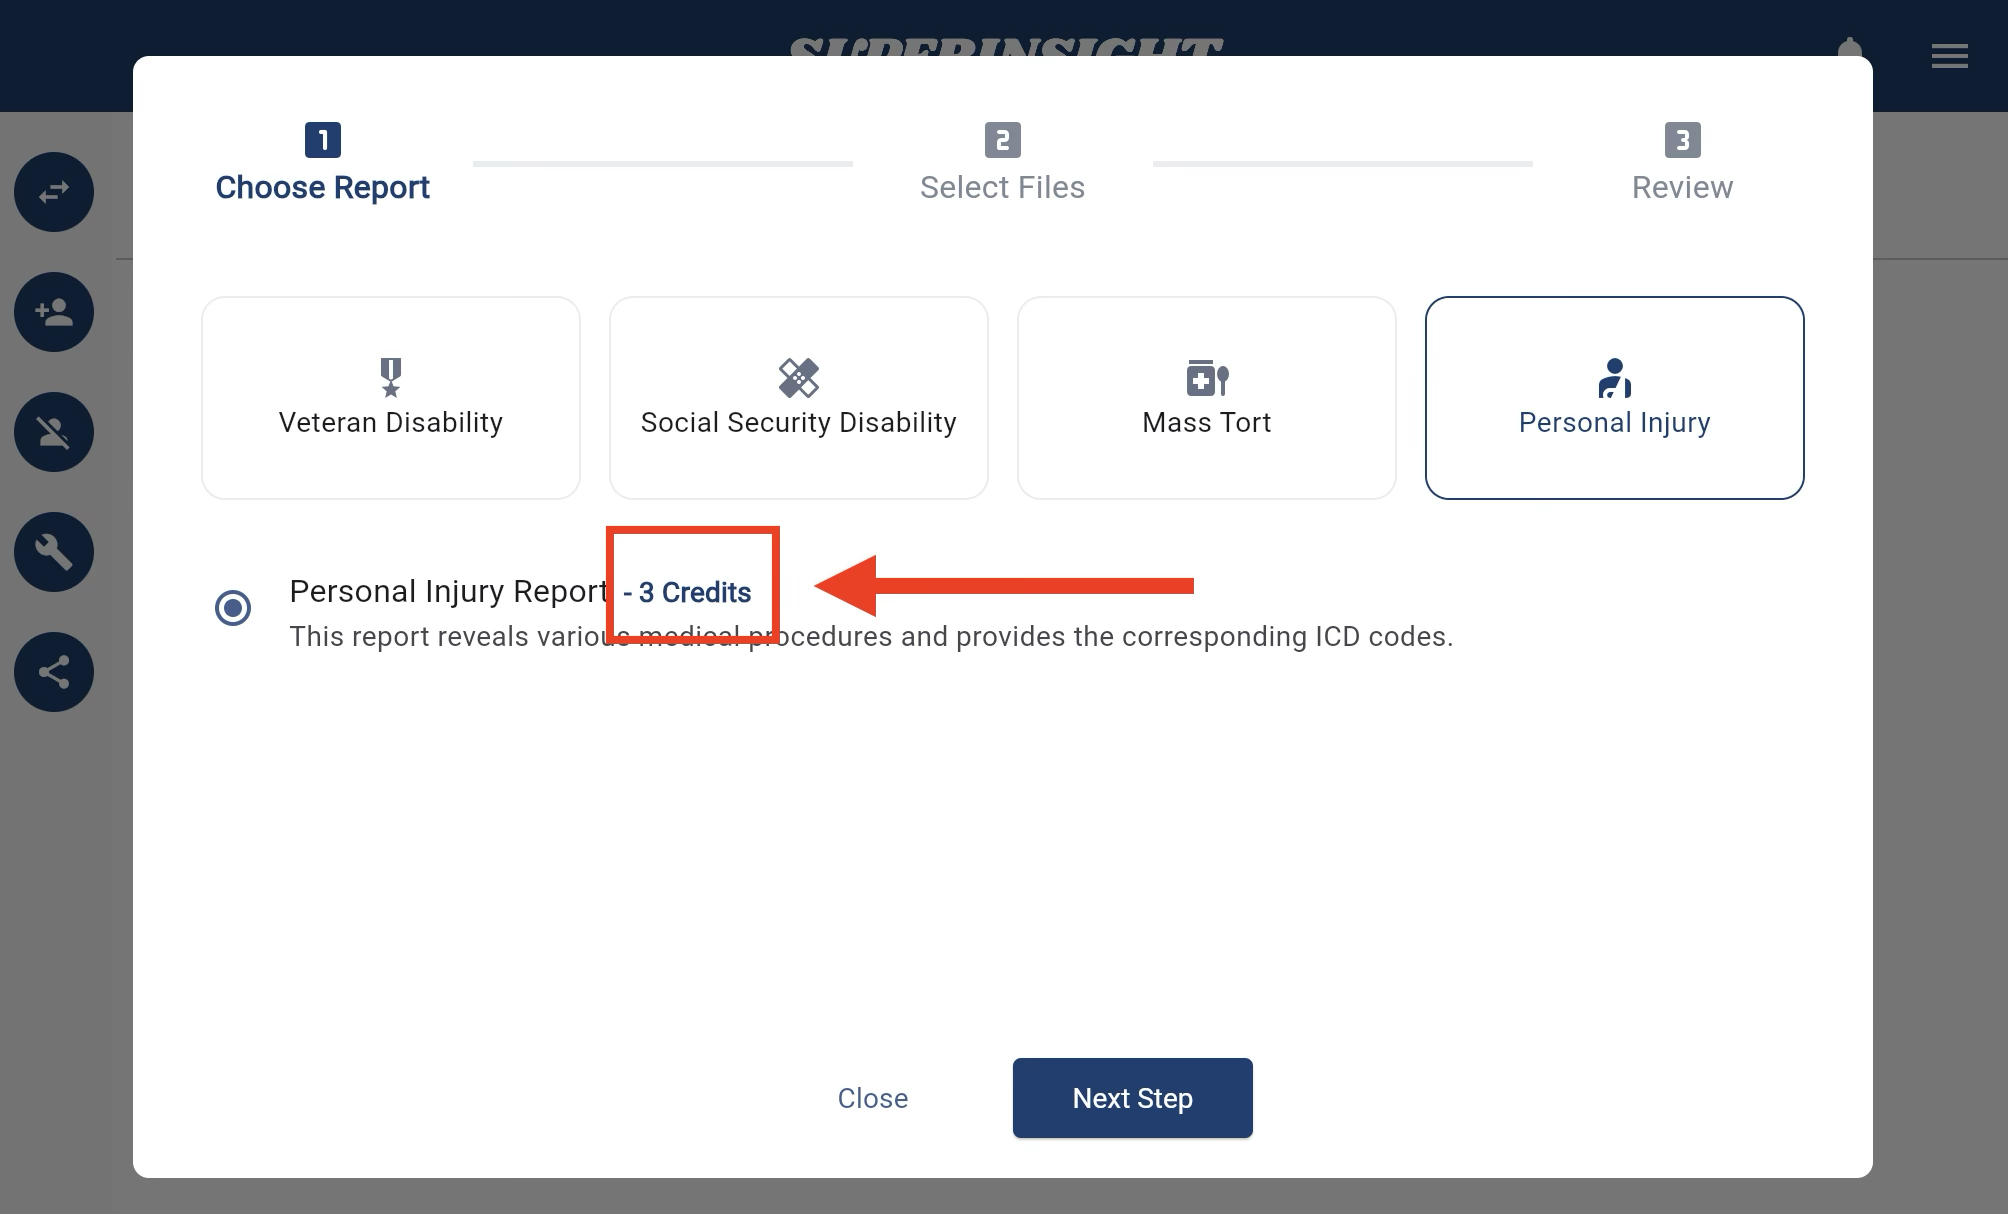 SUPERINSIGHT
1
Choose Report
2
Select Files
3
Review
Veteran Disability
Social Security Disability
Mass Tort
Personal Injury
Personal Injury Report - 3 Credits
This report reveals various medical procedures and provides the corresponding ICD codes.
Close
Next Step